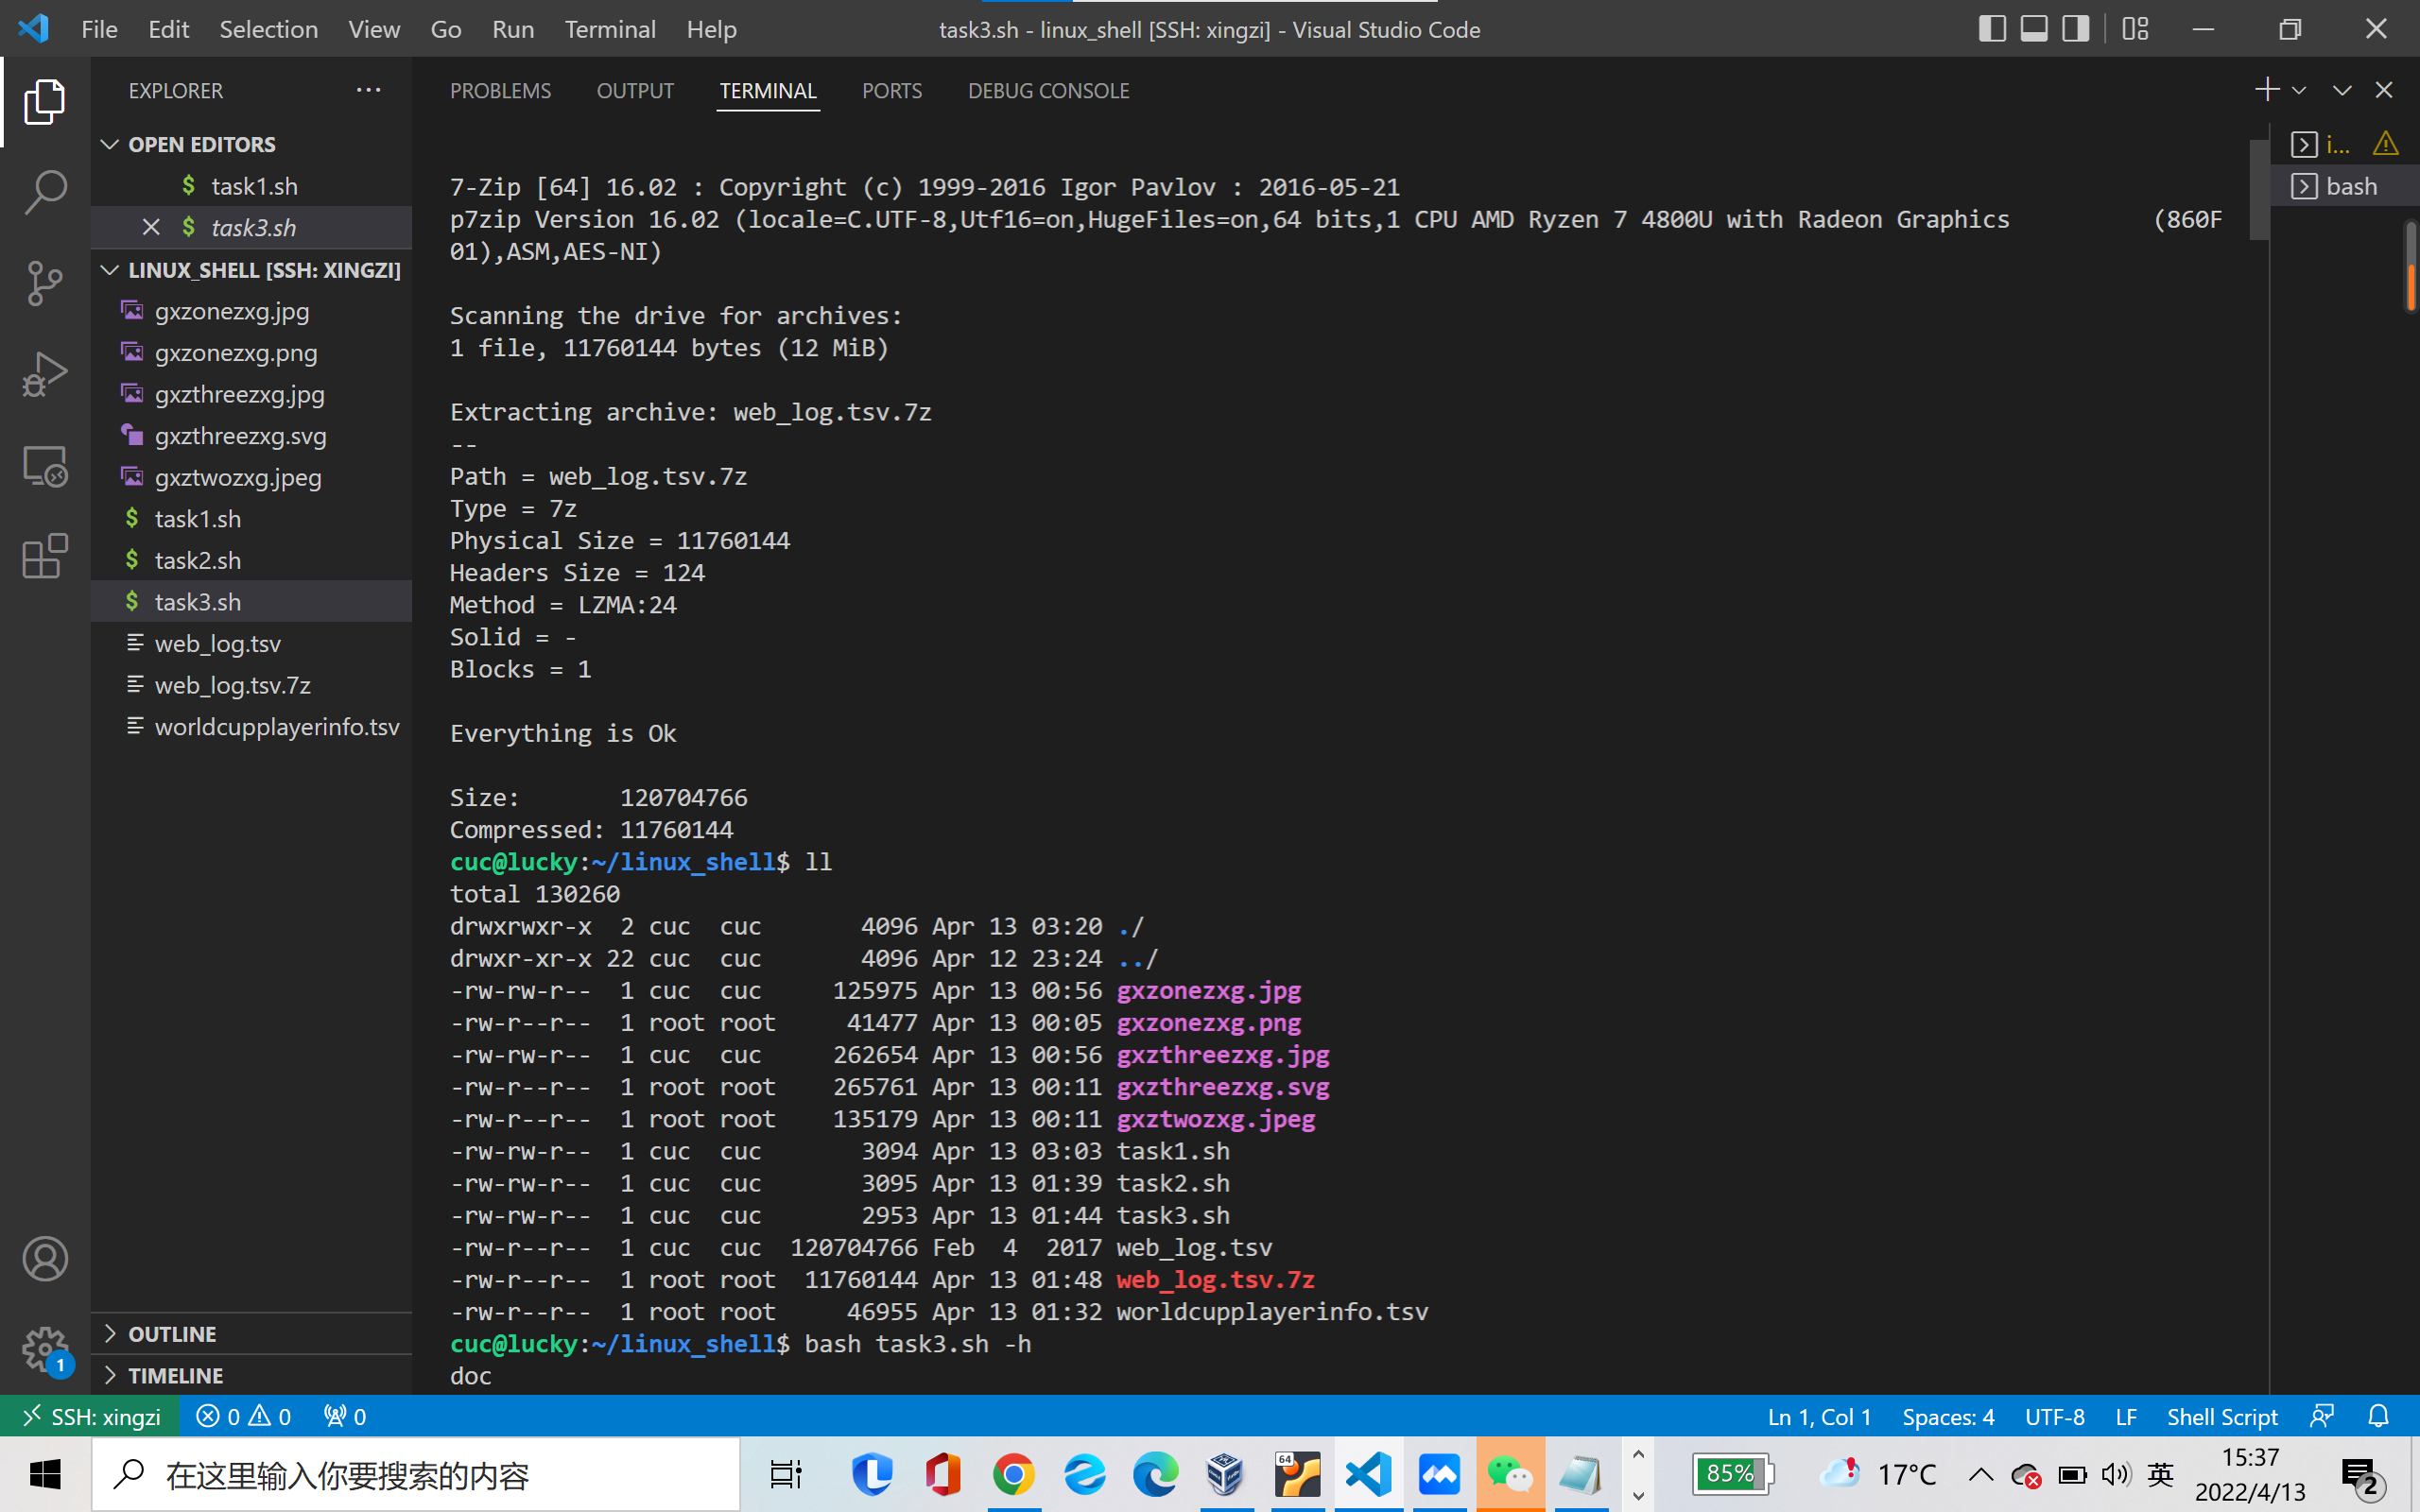 File Edit Selection View Go Run Terminal Help
task3.sh - linux_shell [SSH: xingzi] - Visual Studio Code
EXPLORER
OPEN EDITORS
$ task1.sh
$ task3.sh
LINUX_SHELL [SSH: XINGZI]
gxzonezxg.jpg
gxzonezxg.png
gxzthreezxg.jpg
gxzthreezxg.svg
gxztwozxg.jpeg
$ task1.sh
$ task2.sh
$ task3.sh
web_log.tsv
web_log.tsv.7z
worldcupplayerinfo.tsv
OUTLINE
TIMELINE
1
PROBLEMS OUTPUT TERMINAL PORTS DEBUG CONSOLE
i...
bash
7-Zip [64] 16.02 : Copyright (c) 1999-2016 Igor Pavlov : 2016-05-21
p7zip Version 16.02 (locale=C.UTF-8,Utf16=on,HugeFiles=on,64 bits,1 CPU AMD Ryzen 7 4800U with Radeon Graphics          (860F
01),ASM,AES-NI)
Scanning the drive for archives:
1 file, 11760144 bytes (12 MiB)
Extracting archive: web_log.tsv.7z
--
Path = web_log.tsv.7z
Type = 7z
Physical Size = 11760144
Headers Size = 124
Method = LZMA:24
Solid = -
Blocks = 1
Everything is Ok
Size:       120704766
Compressed: 11760144
cuc@lucky:~/linux_shell$ ll
total 130260
drwxrwxr-x  2 cuc  cuc       4096 Apr 13 03:20 ./
drwxr-xr-x 22 cuc  cuc       4096 Apr 12 23:24 ../
-rw-rw-r--  1 cuc  cuc     125975 Apr 13 00:56 gxzonezxg.jpg
-rw-r--r--  1 root root     41477 Apr 13 00:05 gxzonezxg.png
-rw-rw-r--  1 cuc  cuc     262654 Apr 13 00:56 gxzthreezxg.jpg
-rw-r--r--  1 root root    265761 Apr 13 00:11 gxzthreezxg.svg
-rw-r--r--  1 root root    135179 Apr 13 00:11 gxztwozxg.jpeg
-rw-rw-r--  1 cuc  cuc       3094 Apr 13 03:03 task1.sh
-rw-rw-r--  1 cuc  cuc       3095 Apr 13 01:39 task2.sh
-rw-rw-r--  1 cuc  cuc       2953 Apr 13 01:44 task3.sh
-rw-r--r--  1 cuc  cuc  120704766 Feb  4  2017 web_log.tsv
-rw-r--r--  1 root root  11760144 Apr 13 01:48 web_log.tsv.7z
-rw-r--r--  1 root root     46955 Apr 13 01:32 worldcupplayerinfo.tsv
cuc@lucky:~/linux_shell$ bash task3.sh -h
doc
SSH: xingzi 0 0 0 Ln 1, Col 1 Spaces: 4 UTF-8 LF Shell Script
在这里输入你要搜索的内容
64
85%
17°C
英
15:37
2022/4/13
2